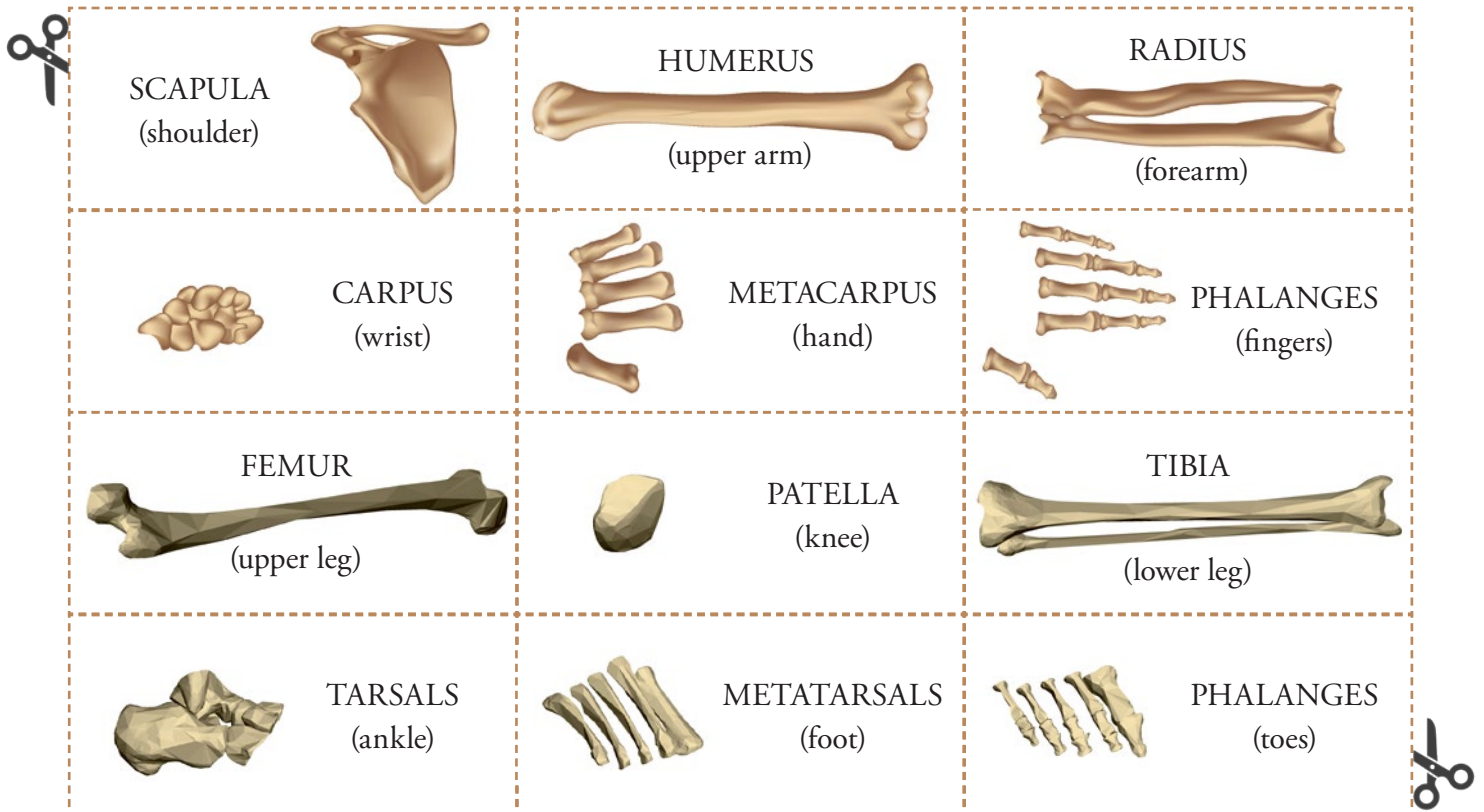 SCAPULA
(shoulder)
HUMERUS
(upper arm)
RADIUS
(forearm)
CARPUS
(wrist)
METACARPUS
(hand)
PHALANGES
(fingers)
FEMUR
(upper leg)
PATELLA
(knee)
TIBIA
(lower leg)
TARSALS
(ankle)
METATARSALS
(foot)
PHALANGES
(toes)